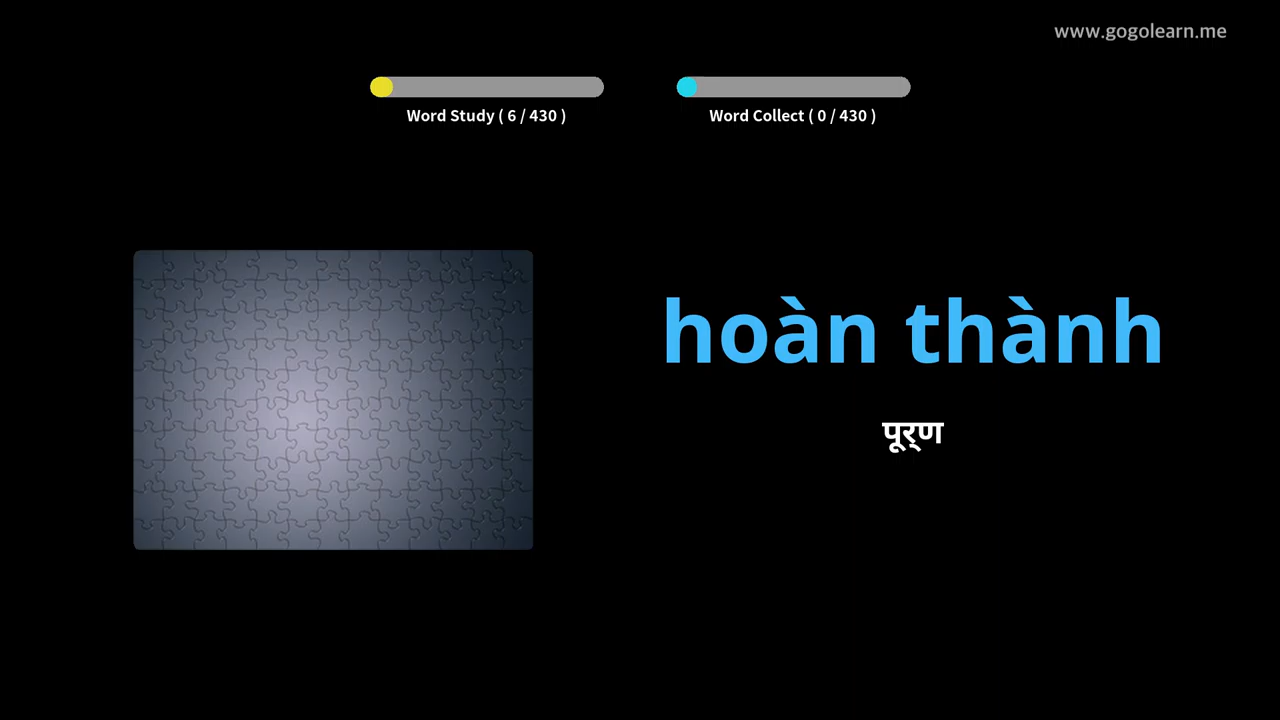 www.gogolearn.me
Word Study ( 6 / 430 )
Word Collect ( 0 / 430 )
hoàn thành
पूर्ण